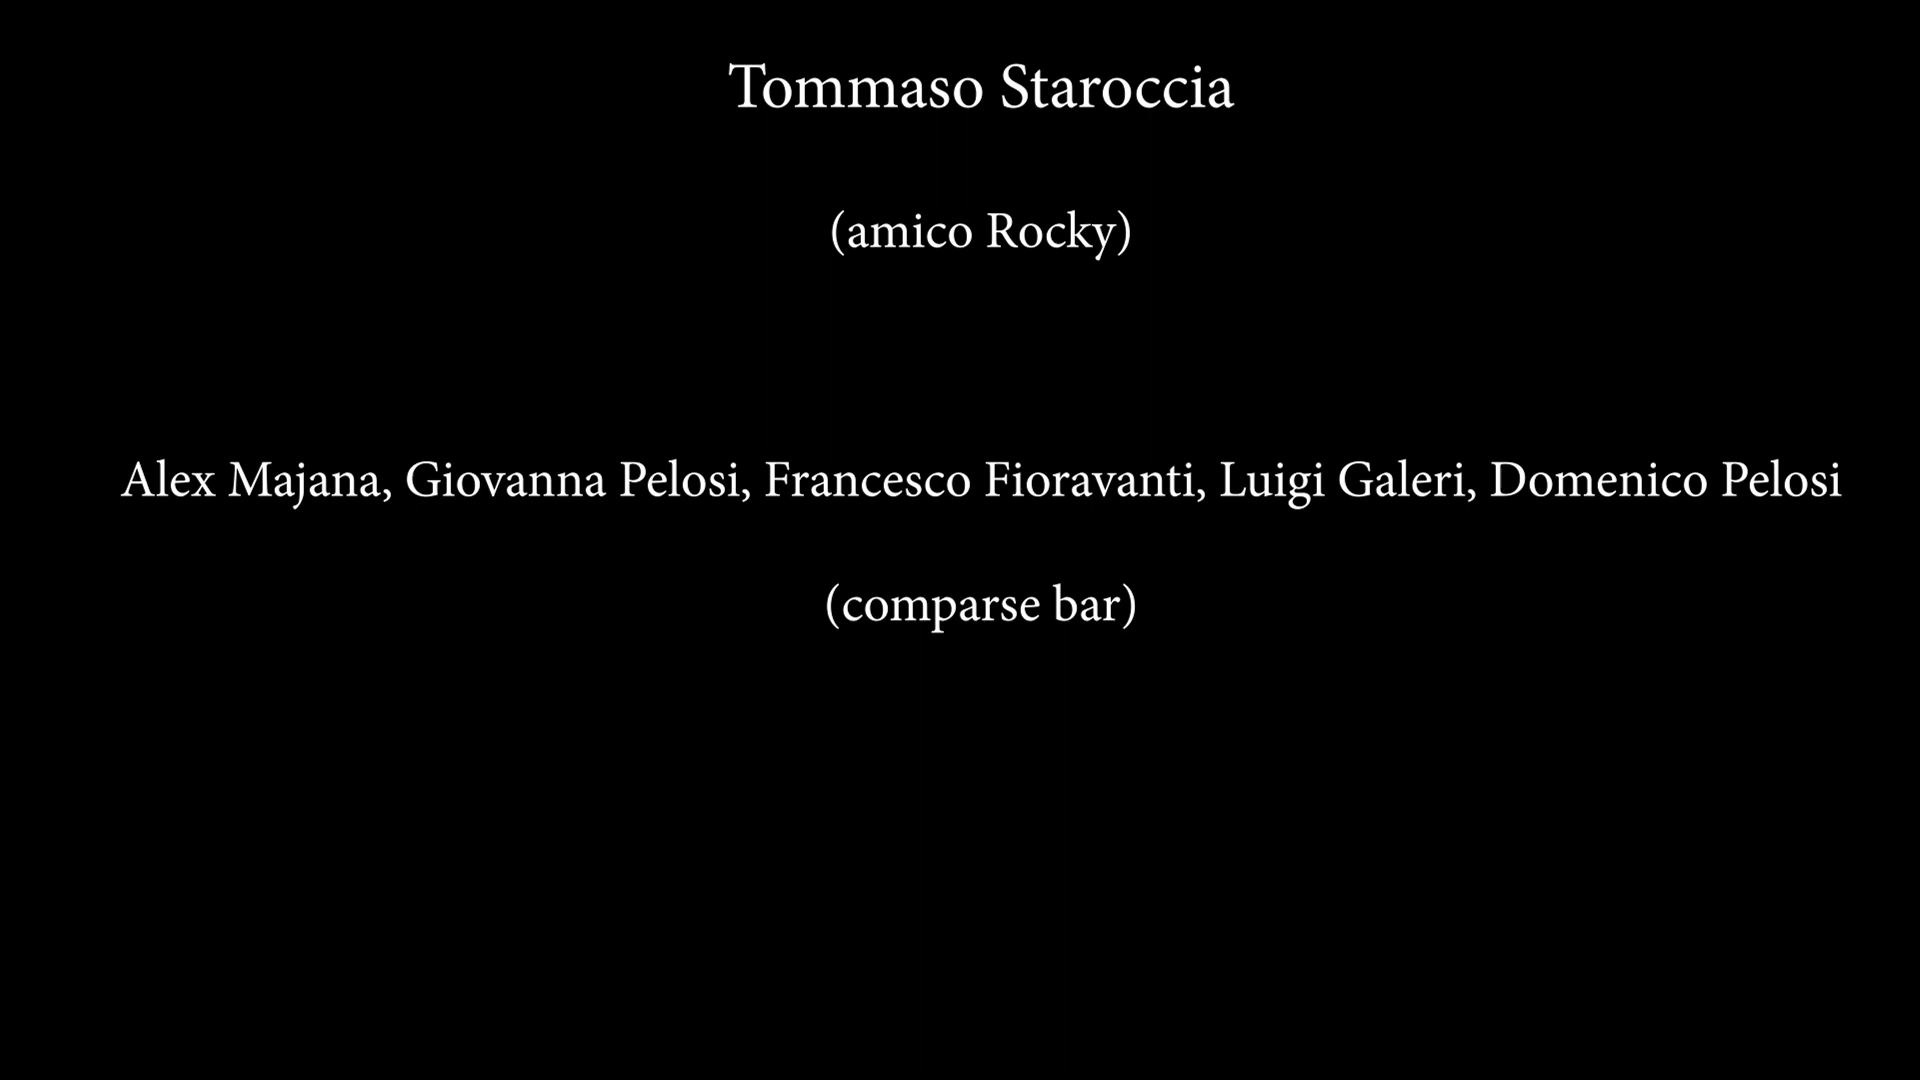 Tommaso Staroccia
(amico Rocky)
Alex Majana, Giovanna Pelosi, Francesco Fioravanti, Luigi Galeri, Domenico Pelosi
(comparse bar)